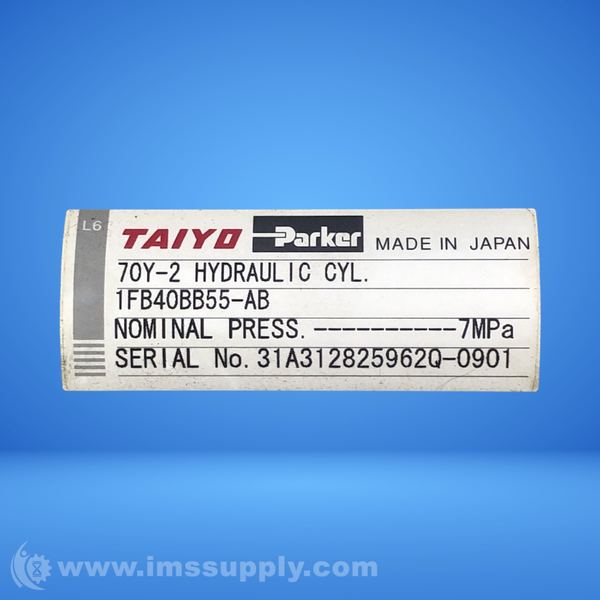 L6
TAIYO Parker MADE IN JAPAN
70Y-2 HYDRAULIC CYL.
1FB40BB55-AB
NOMINAL PRESS.----------7MPa
SERIAL No.31A312825962Q-0901
www.imssupply.com